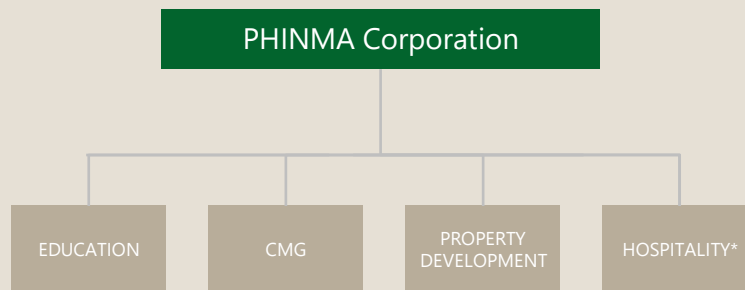 PHINMA Corporation
EDUCATION
CMG
PROPERTY
DEVELOPMENT
HOSPITALITY*